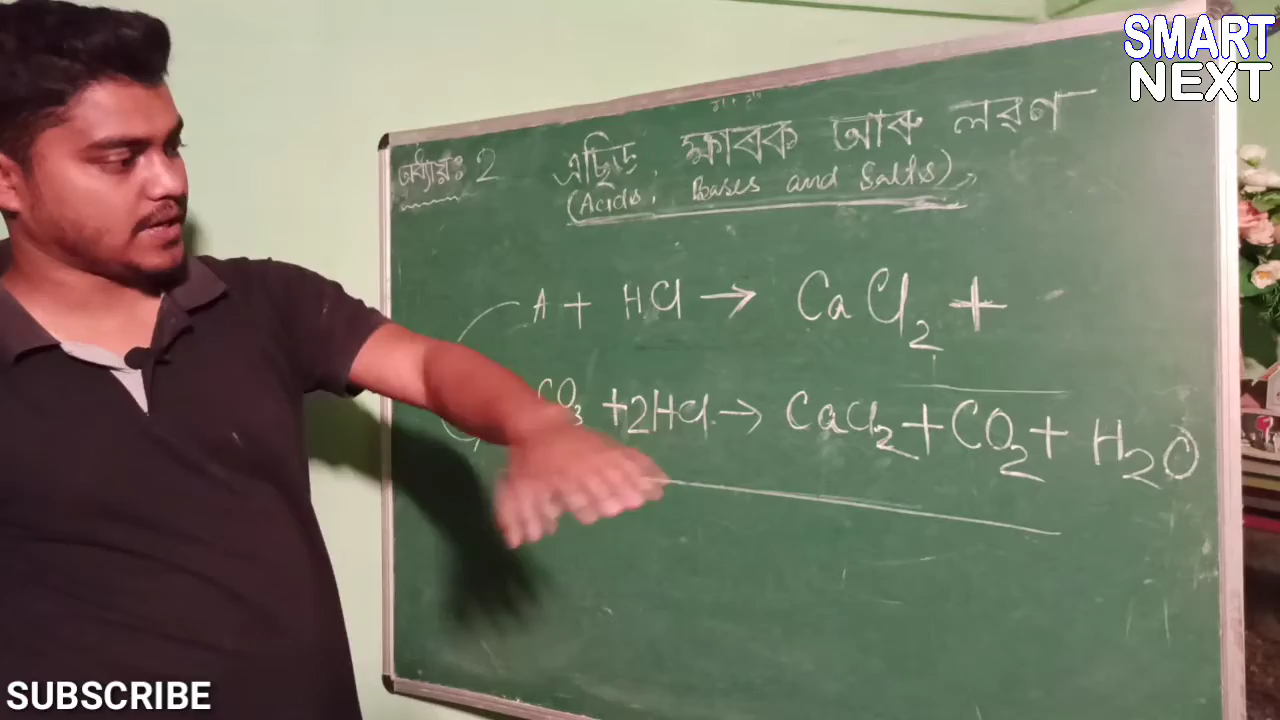 SMART
NEXT
অধ্যায়ঃ 2
এছিড, ক্ষাৰক আৰু লৱণ
(Acids, Bases and Salts)
A + HCl → CaCl₂ +
CO₃ + 2HCl → CaCl₂ + CO₂ + H₂O
SUBSCRIBE